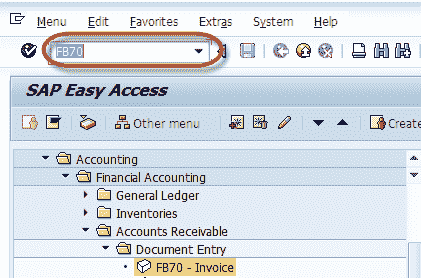 Menu Edit Favorites Extras System Help
FB70
SAP Easy Access
Other menu Create
Accounting
Financial Accounting
General Ledger
Inventories
Accounts Receivable
Document Entry
FB70 - Invoice